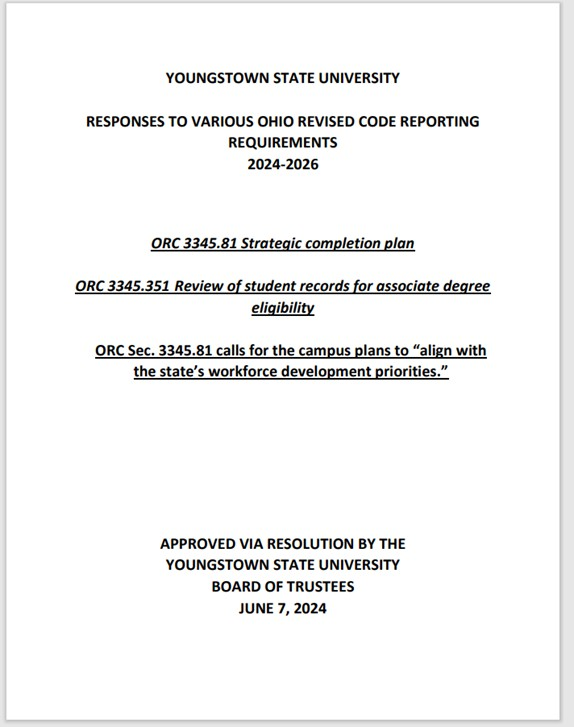 YOUNGSTOWN STATE UNIVERSITY
RESPONSES TO VARIOUS OHIO REVISED CODE REPORTING
REQUIREMENTS
2024-2026
ORC 3345.81 Strategic completion plan
ORC 3345.351 Review of student records for associate degree
eligibility
ORC Sec. 3345.81 calls for the campus plans to “align with
the state’s workforce development priorities.”
APPROVED VIA RESOLUTION BY THE
YOUNGSTOWN STATE UNIVERSITY
BOARD OF TRUSTEES
JUNE 7, 2024